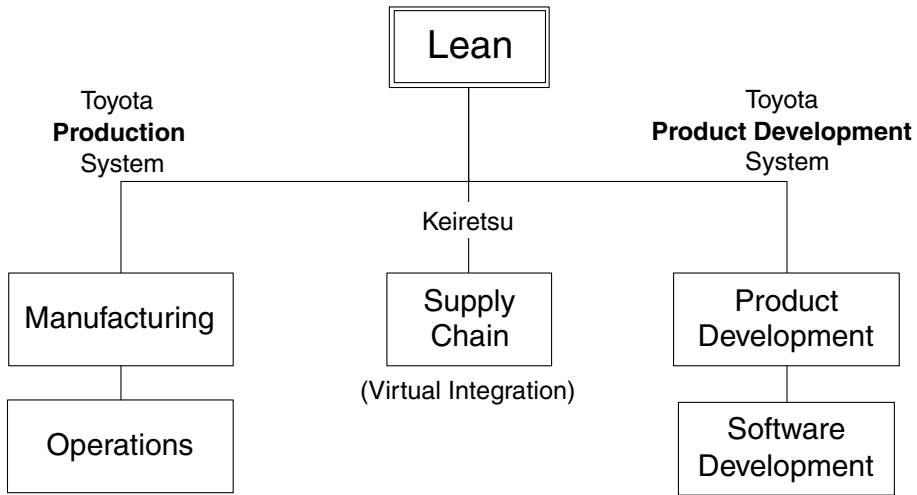 Lean
Toyota
Production
System
Toyota
Product Development
System
Keiretsu
Manufacturing
Supply
Chain
Product
Development
(Virtual Integration)
Operations
Software
Development